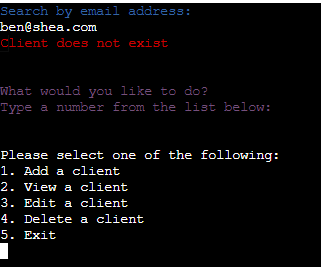 Search by email address:
ben@shea.com
Client does not exist
What would you like to do?
Type a number from the list below:
Please select one of the following:
1. Add a client
2. View a client
3. Edit a client
4. Delete a client
5. Exit